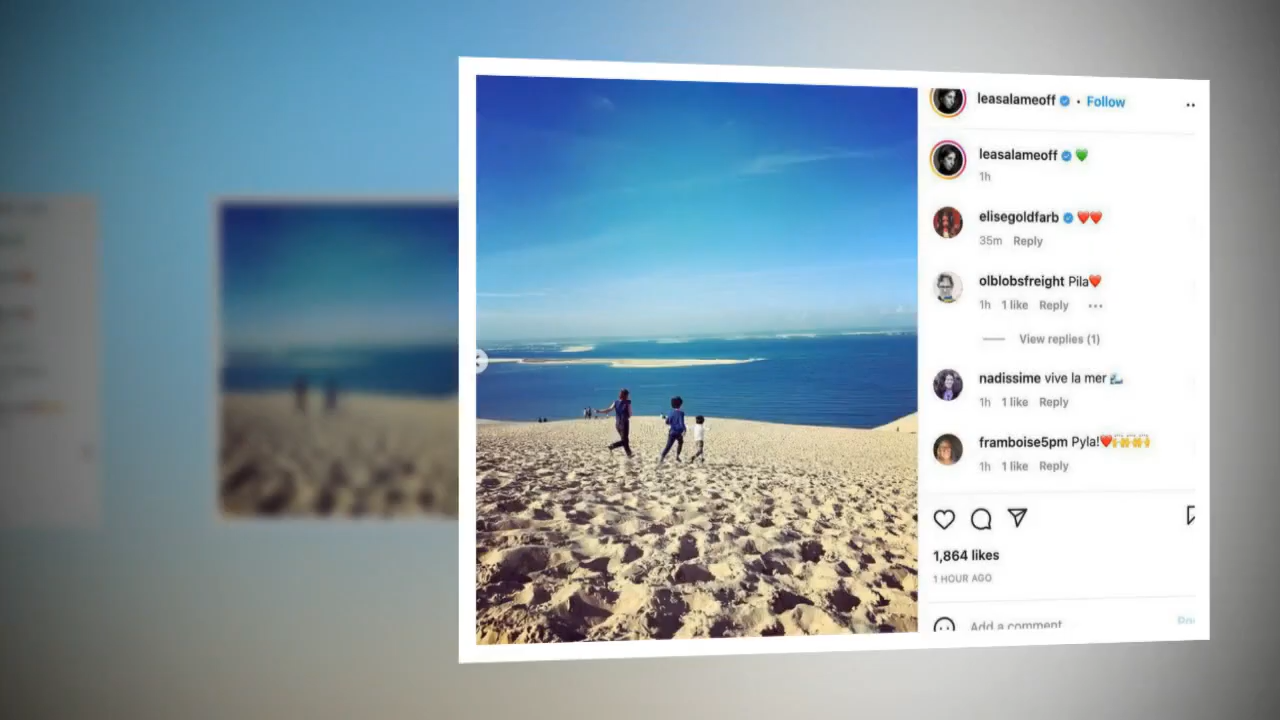 leasalameoff • Follow
leasalameoff 💚
1h
elisegoldfarb ❤️❤️
35m Reply
olblobsfreight Pila❤️
1h 1 like Reply
View replies (1)
nadissime vive la mer 🌊
1h 1 like Reply
framboise5pm Pyla!❤️🙌🙌🙌
1h 1 like Reply
1,864 likes
1 HOUR AGO
Add a comment